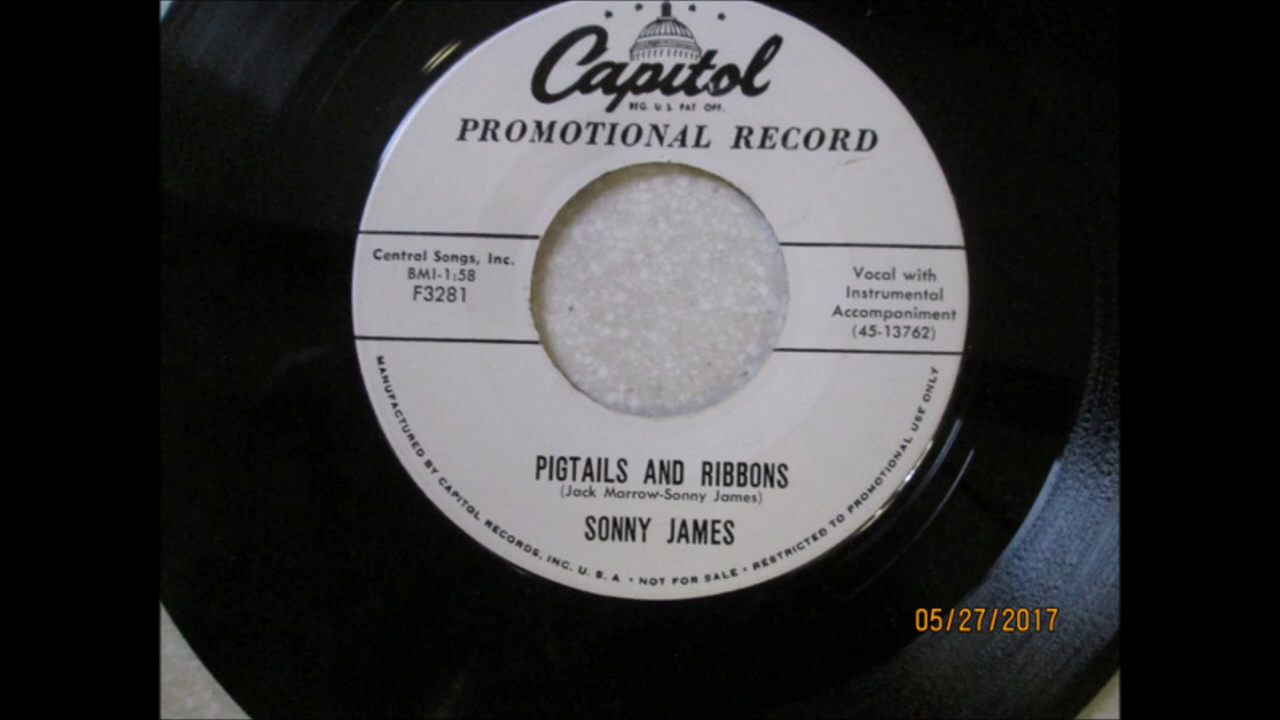 Capitol
REG. U.S. PAT. OFF.
PROMOTIONAL RECORD
Central Songs, Inc.
BMI-1:58
F3281
Vocal with
Instrumental
Accompaniment
(45-13762)
PIGTAILS AND RIBBONS
(Jack Marrow-Sonny James)
SONNY JAMES
MANUFACTURED BY CAPITOL RECORDS, INC. U. S. A • NOT FOR SALE • RESTRICTED TO PROMOTIONAL USE ONLY
05/27/2017